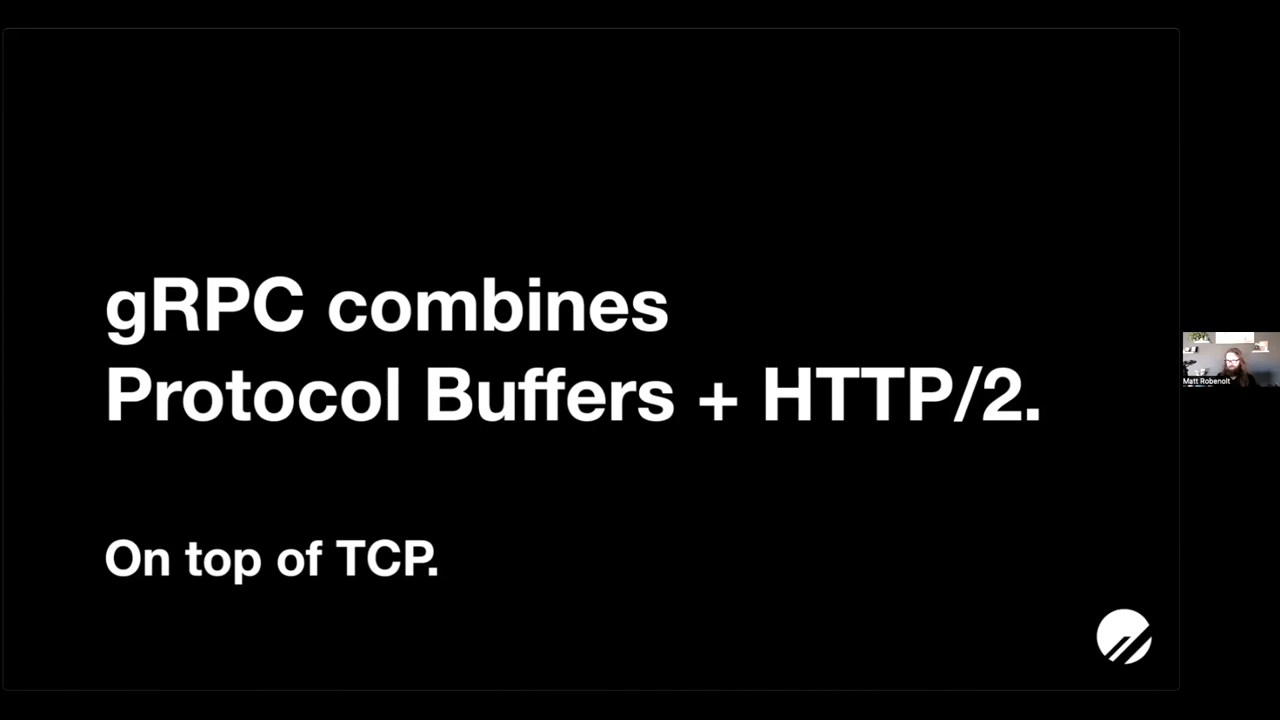 gRPC combines
Protocol Buffers + HTTP/2.
On top of TCP.
Matt Robenolt